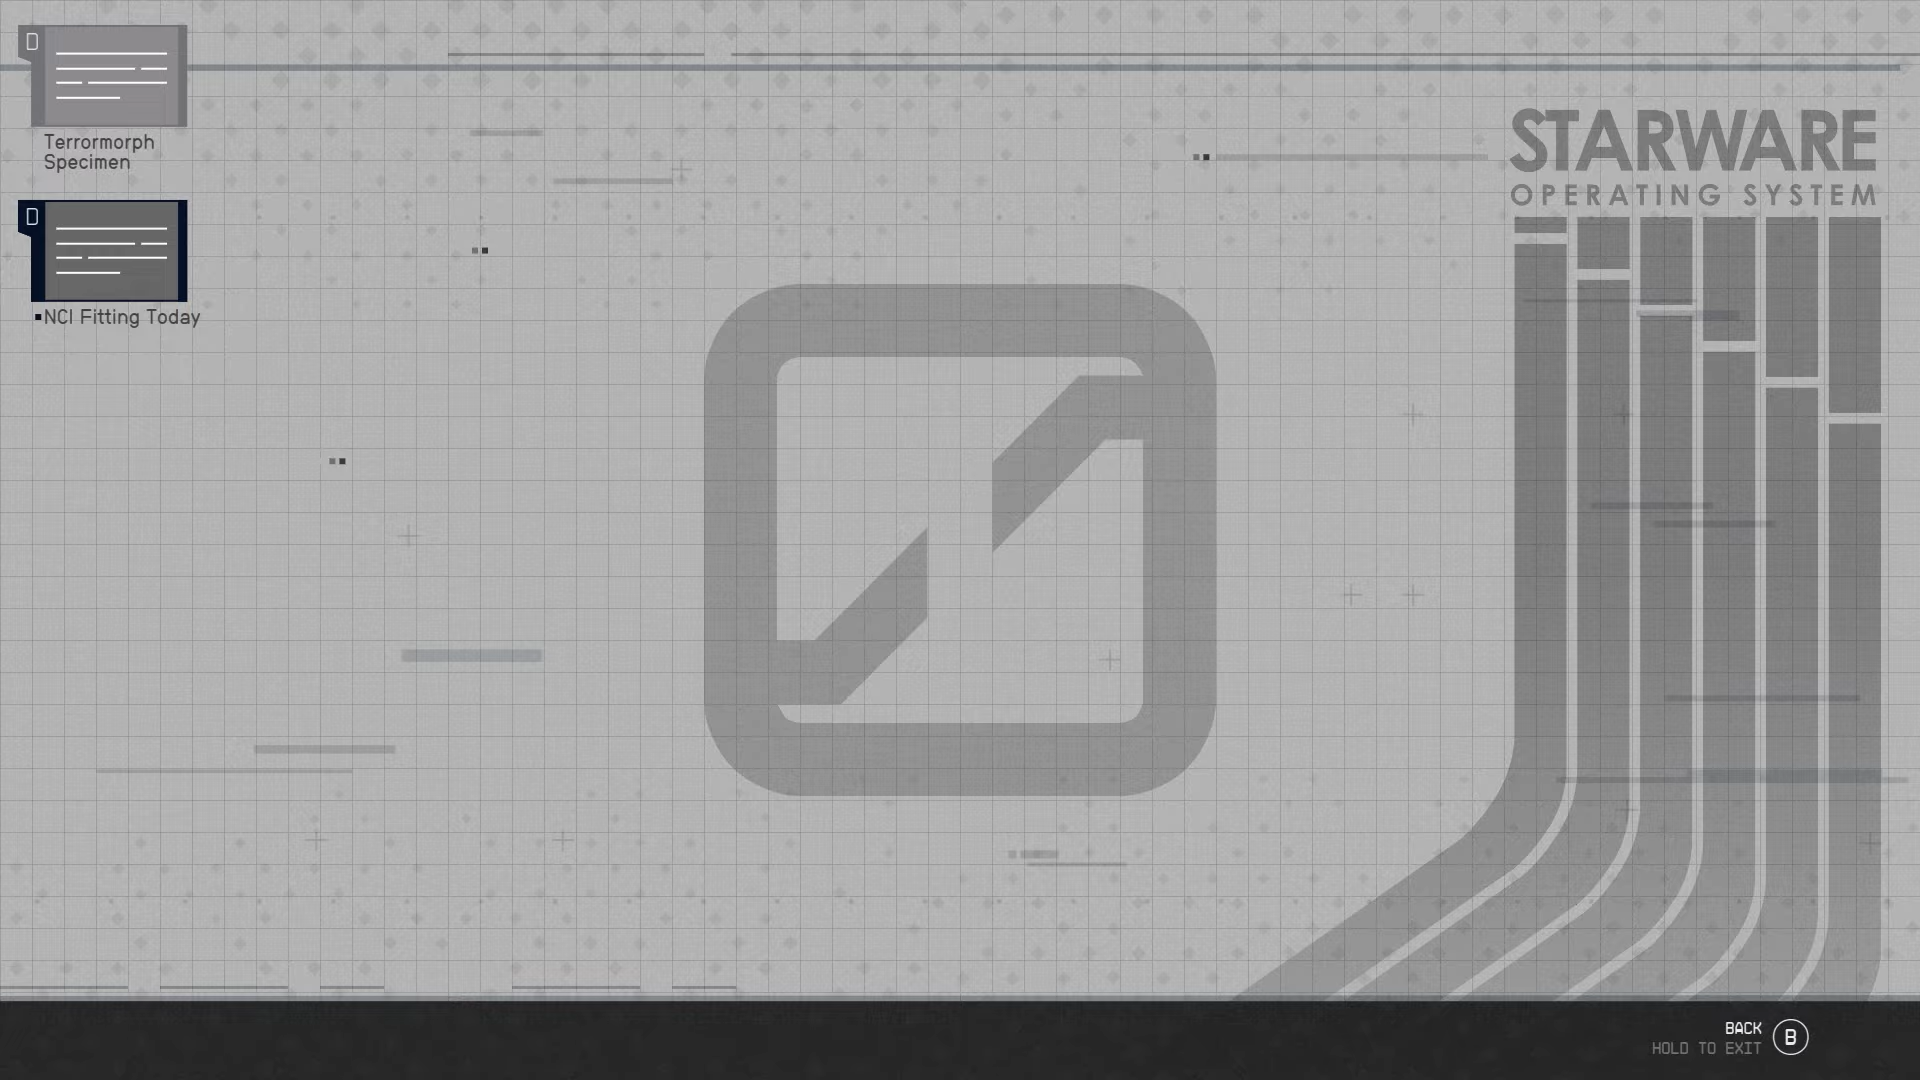 D
Terrormorph
Specimen
D
NCI Fitting Today
STARWARE
OPERATING SYSTEM
BACK
HOLD TO EXIT
B